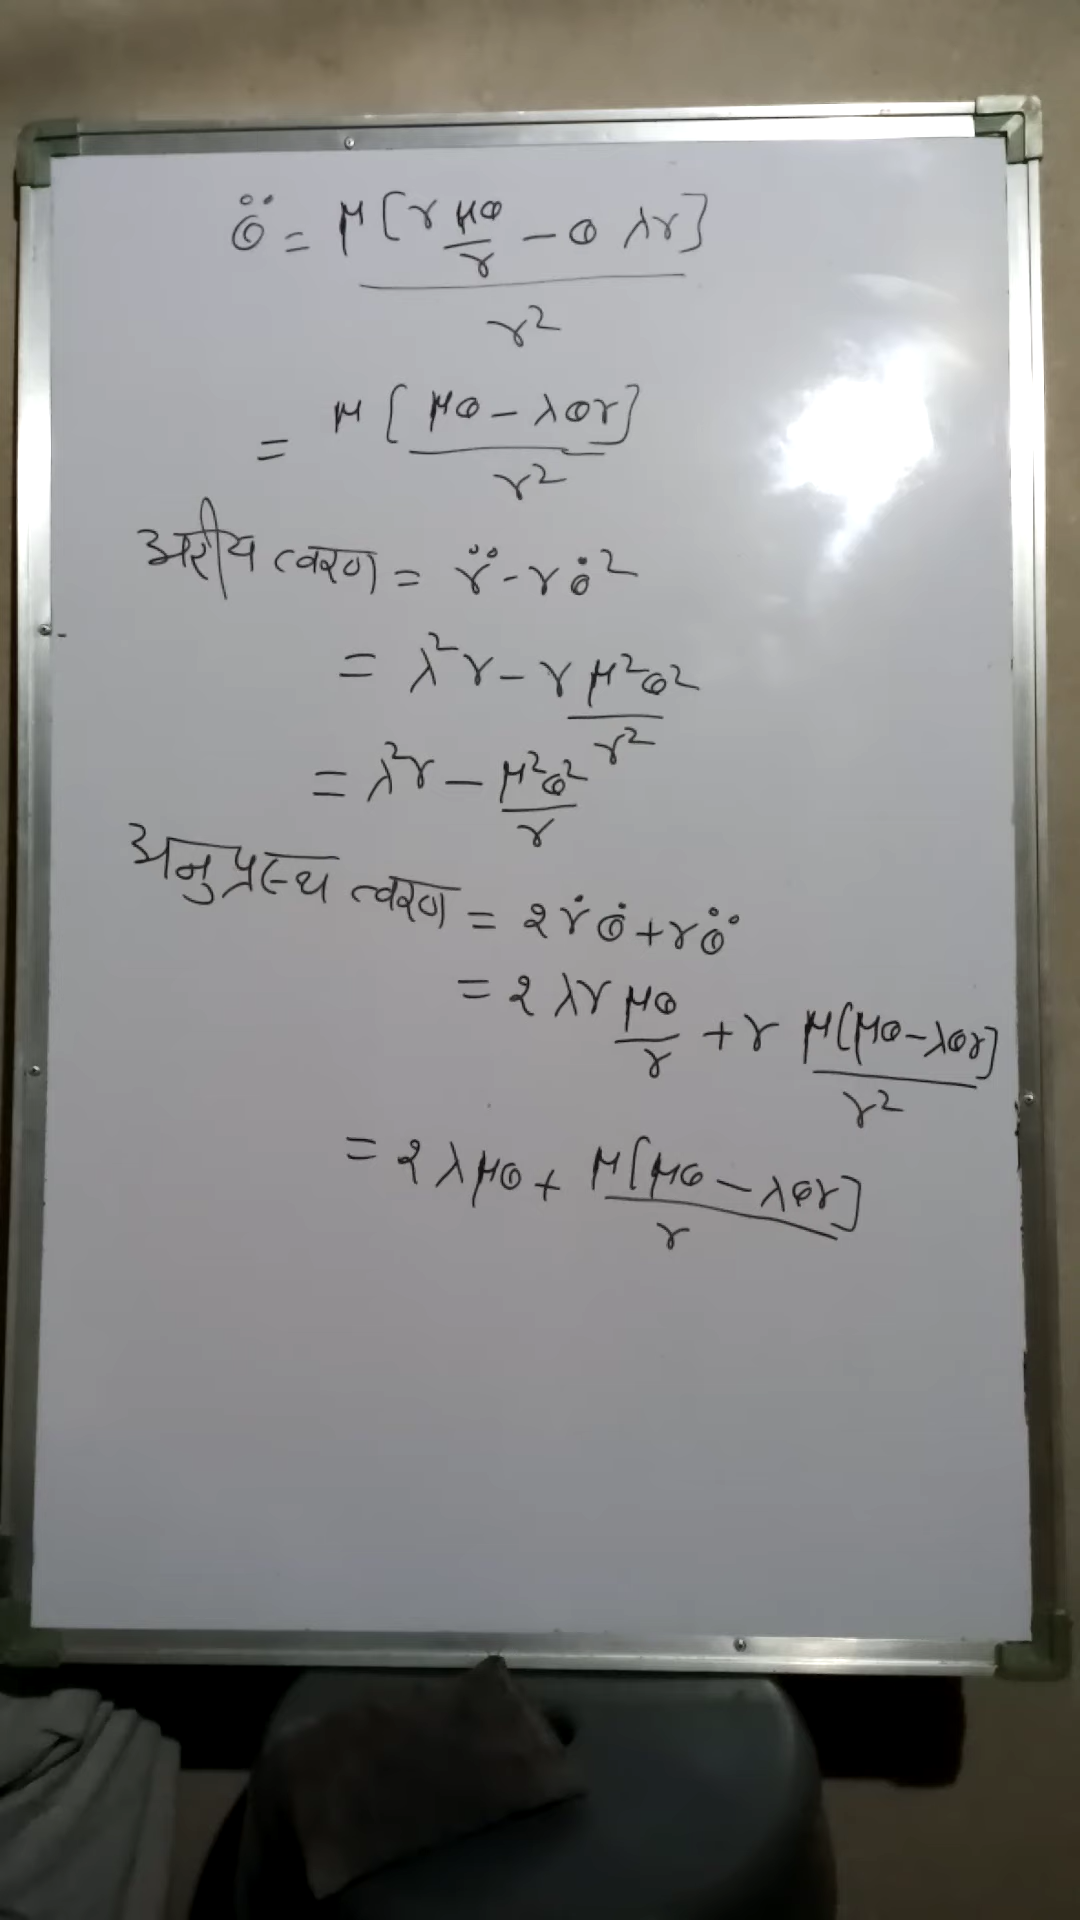 θ̈ = μ[r μθ/r − θ λr] / r²
= μ[μθ − λθr] / r²
अरीय त्वरण = r̈ - rθ̇²
= λ²r − r μ²θ²/r²
= λ²r − μ²θ²/r
अनुप्रस्थ त्वरण = 2ṙθ̇ + rθ̈
= 2λr μθ/r + r μ[μθ − λθr]/r²
= 2λμθ + μ[μθ − λθr]/r